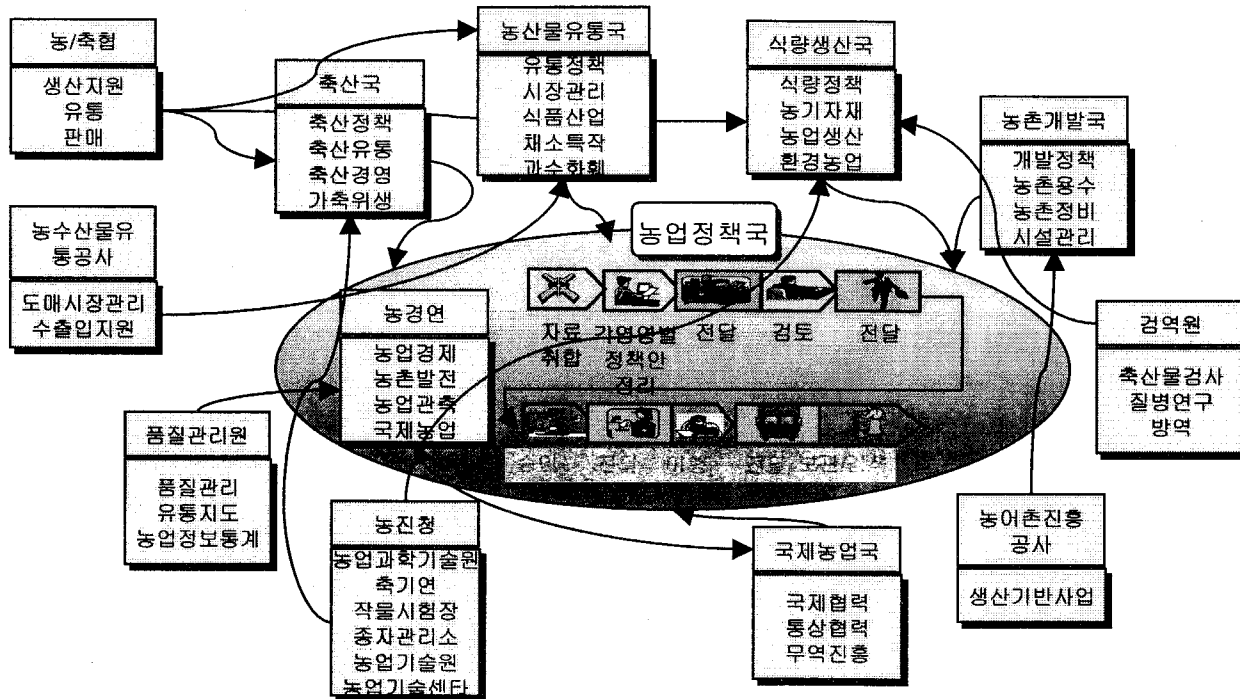 농/축협
생산지원
유통
판매
축산국
축산정책
축산유통
축산경영
가축위생
농산물유통국
유통정책
시장관리
식품산업
채소특작
과수화훼
식량생산국
식량정책
농기자재
농업생산
환경농업
농촌개발국
개발정책
농촌용수
농촌정비
시설관리
농수산물유
통공사
도매시장관리
수출입지원
농업정책국
자료
취합
정책안
정리
전달
검토
전달
농경연
농업경제
농촌발전
농업관측
국제농업
검역원
축산물검사
질병연구
방역
품질관리원
품질관리
유통지도
농업정보통계
농진청
농업과학기술원
축기연
작물시험장
종자관리소
농업기술원
농업기술센타
국제농업국
국제협력
통상협력
무역진흥
농어촌진흥
공사
생산기반사업